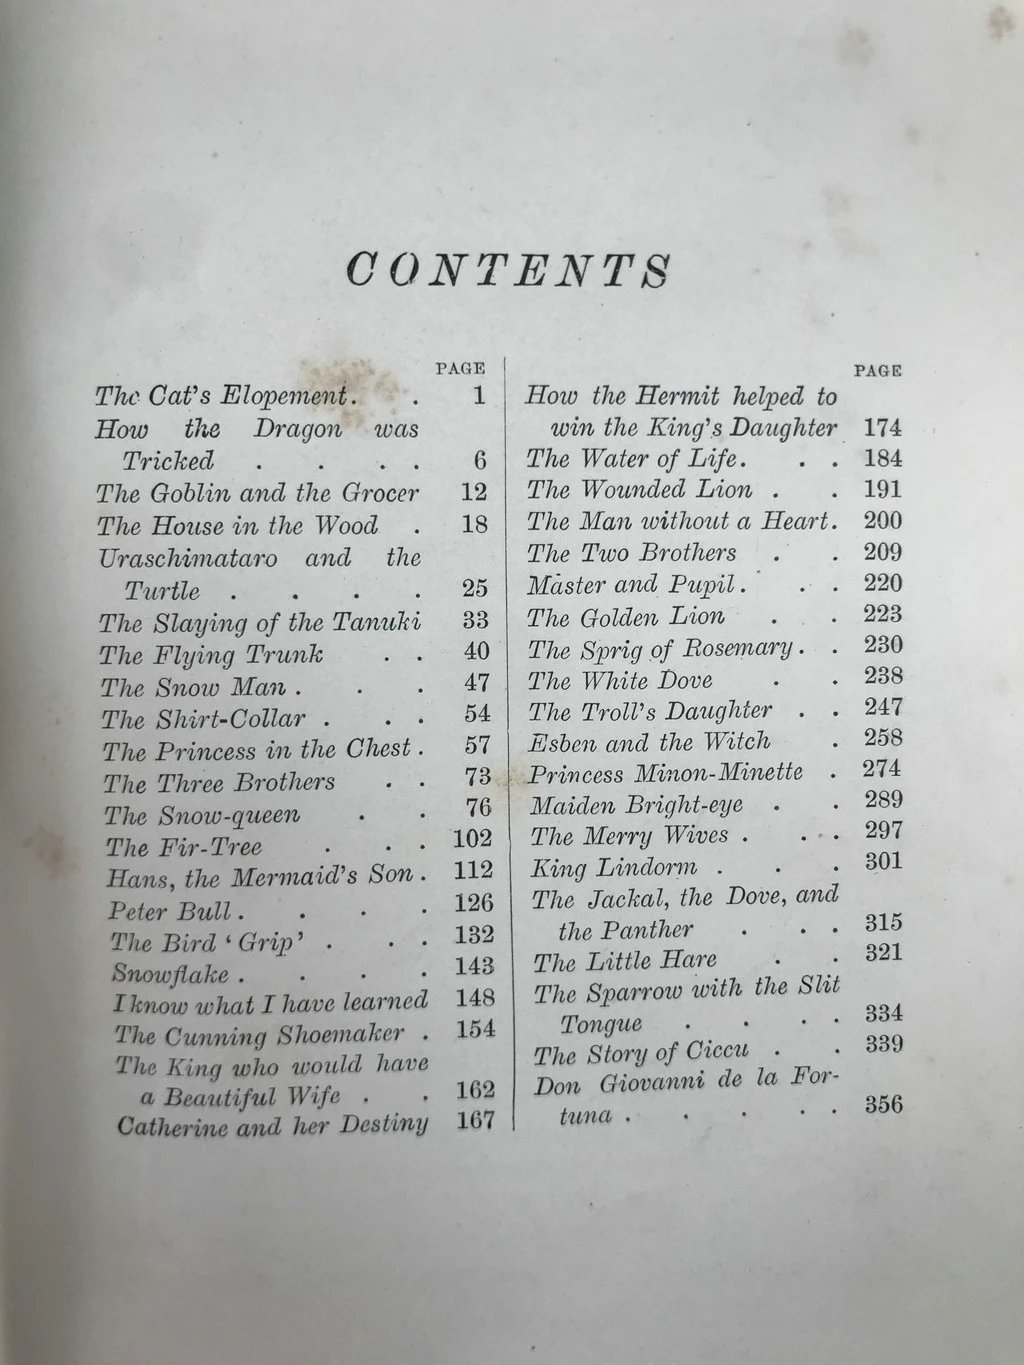 CONTENTS
PAGE
The Cat's Elopement . . 1
How the Dragon was
Tricked . . . . 6
The Goblin and the Grocer 12
The House in the Wood . 18
Uraschimataro and the
Turtle . . . . 25
The Slaying of the Tanuki 33
The Flying Trunk . . 40
The Snow Man . . . 47
The Shirt-Collar . . . 54
The Princess in the Chest . 57
The Three Brothers . . 73
The Snow-queen . . 76
The Fir-Tree . . . 102
Hans, the Mermaid's Son . 112
Peter Bull . . . . 126
The Bird 'Grip' . . . 132
Snowflake . . . . 143
I know what I have learned 148
The Cunning Shoemaker . 154
The King who would have
a Beautiful Wife . . 162
Catherine and her Destiny 167
PAGE
How the Hermit helped to
win the King's Daughter 174
The Water of Life . . . 184
The Wounded Lion . . 191
The Man without a Heart . 200
The Two Brothers . . 209
Master and Pupil . . . 220
The Golden Lion . . 223
The Sprig of Rosemary . . 230
The White Dove . . 238
The Troll's Daughter . . 247
Esben and the Witch . 258
Princess Minon-Minette . 274
Maiden Bright-eye . . 289
The Merry Wives . . . 297
King Lindorm . . . 301
The Jackal, the Dove, and
the Panther . . . 315
The Little Hare . . 321
The Sparrow with the Slit
Tongue . . . . 334
The Story of Ciccu . . 339
Don Giovanni de la For-
tuna . . . . . 356